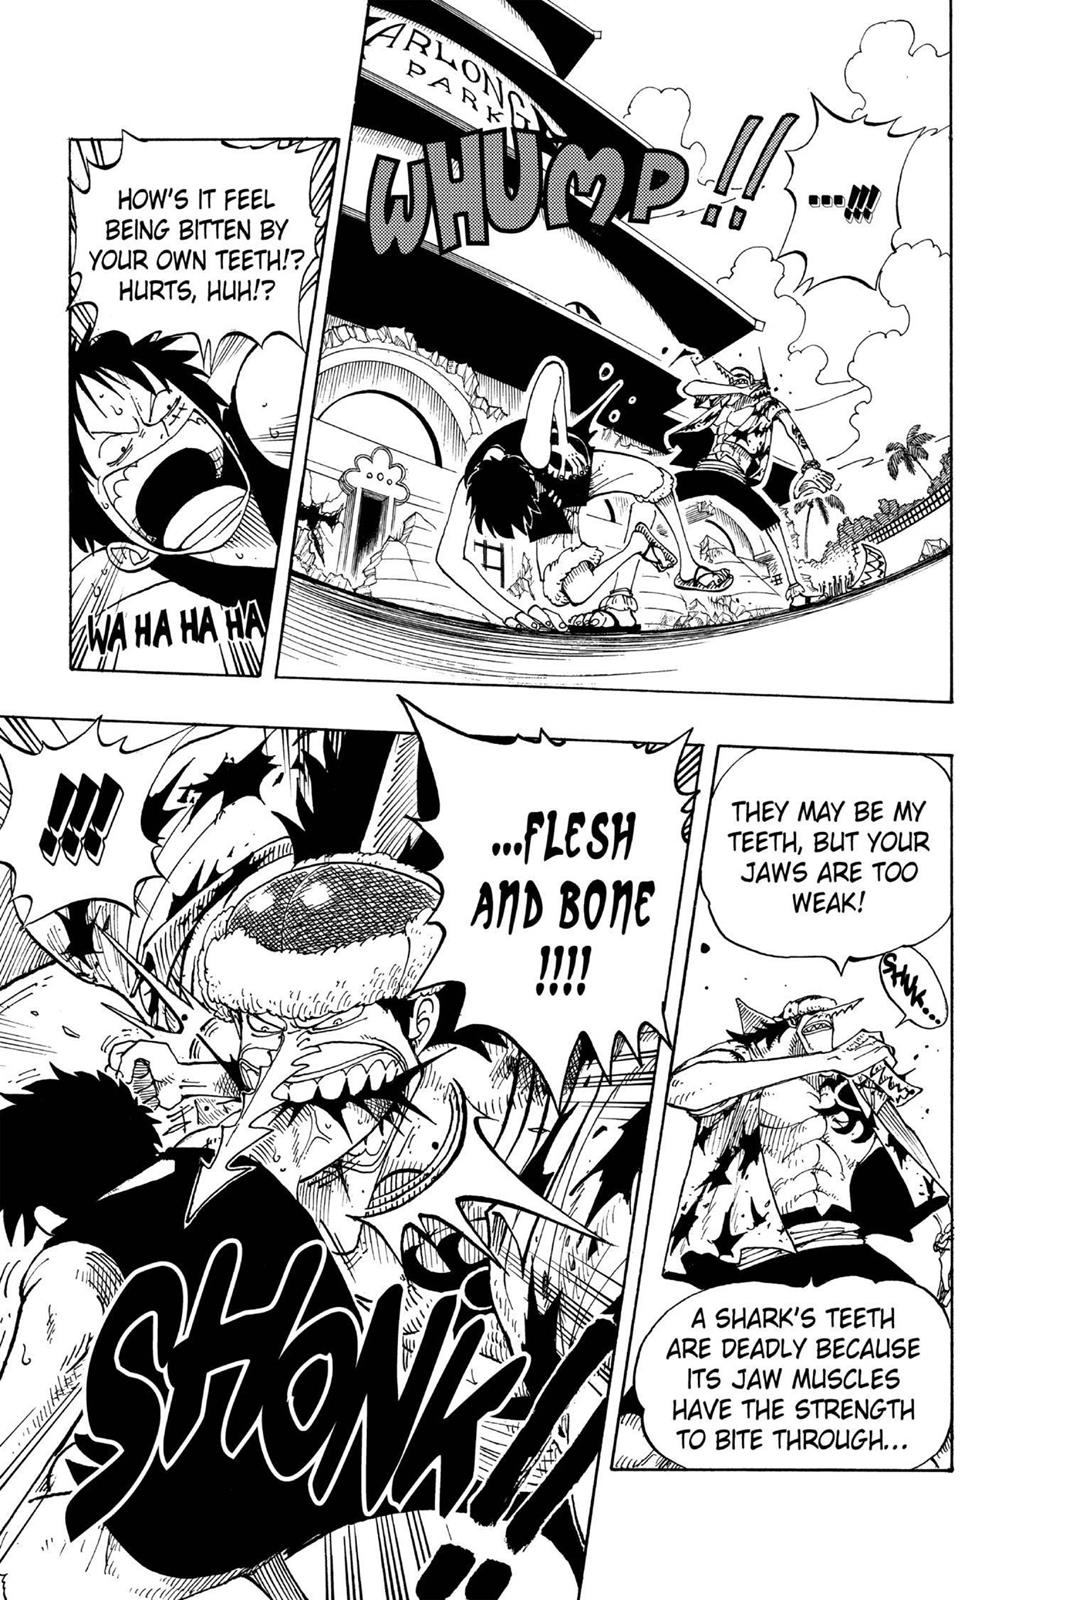 ARLONG
PARK
WHUMP!!
...!!!
HOW'S IT FEEL
BEING BITTEN BY
YOUR OWN TEETH!?
HURTS, HUH!?
WA HA HA HA
THEY MAY BE MY
TEETH, BUT YOUR
JAWS ARE TOO
WEAK!
SHUK...
A SHARK'S TEETH
ARE DEADLY BECAUSE
ITS JAW MUSCLES
HAVE THE STRENGTH
TO BITE THROUGH...
...FLESH
AND BONE
!!!!
!!!
SHONK!!